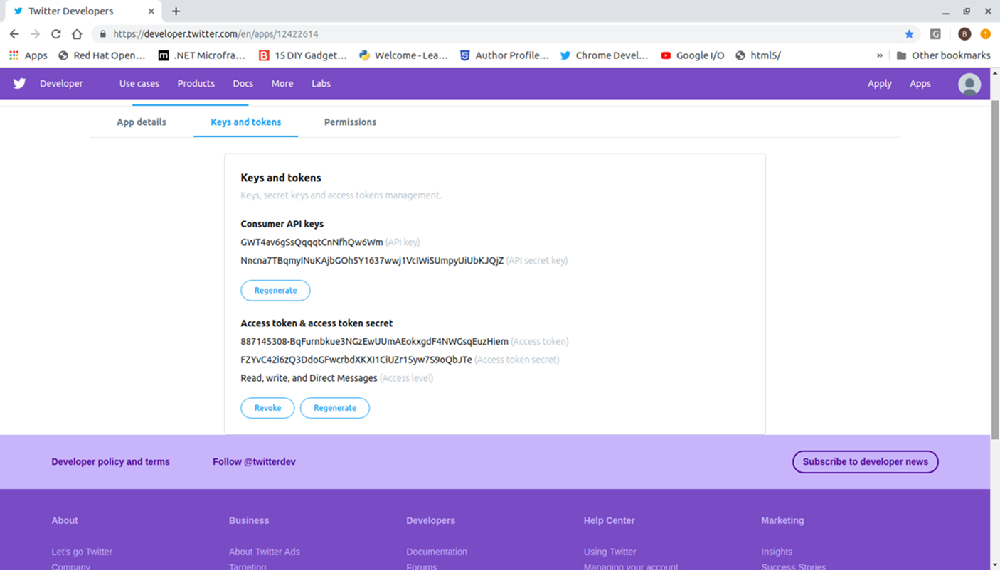 Twitter Developers
https://developer.twitter.com/en/apps/12422614
G
B
Apps Red Hat Open… .NET Microfra… 15 DIY Gadget… Welcome - Lea… Author Profile… Chrome Devel… Google I/O html5/ » Other bookmarks
Developer Use cases Products Docs More Labs Apply Apps
App details Keys and tokens Permissions
Keys and tokens
Keys, secret keys and access tokens management.
Consumer API keys
GWT4av6gSsQqqqtCnNfhQw6Wm (API key)
Nncna7TBqmyINuKAjbGOh5Y1637wwj1VcIWiSUmpyUiUbKJQjZ (API secret key)
Regenerate
Access token & access token secret
887145308-BqFurnbkue3NGzEwUUmAEokxgdF4NWGsqEuzHiem (Access token)
FZYvC42i6zQ3DdoGFwcrbdXKXI1CiUZr15yw7S9oQbJTe (Access token secret)
Read, write, and Direct Messages (Access level)
Revoke Regenerate
Developer policy and terms Follow @twitterdev Subscribe to developer news
About Business Developers Help Center Marketing
Let's go Twitter About Twitter Ads Documentation Using Twitter Insights
Company Targeting Forums Managing your account Success Stories